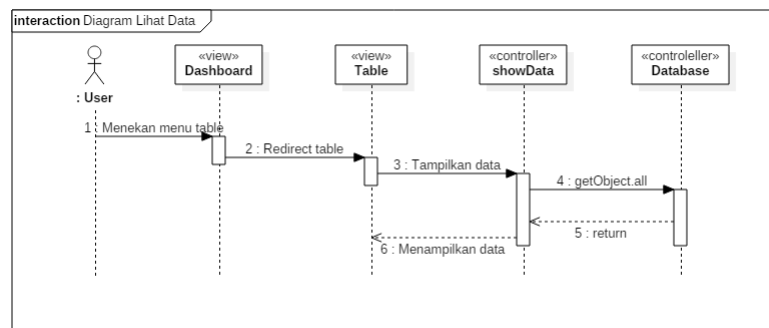 interaction Diagram Lihat Data
«view»
Dashboard
«view»
Table
«controller»
showData
«controleller»
Database
: User
1 : Menekan menu table
2 : Redirect table
3 : Tampilkan data
4 : getObject.all
5 : return
6 : Menampilkan data